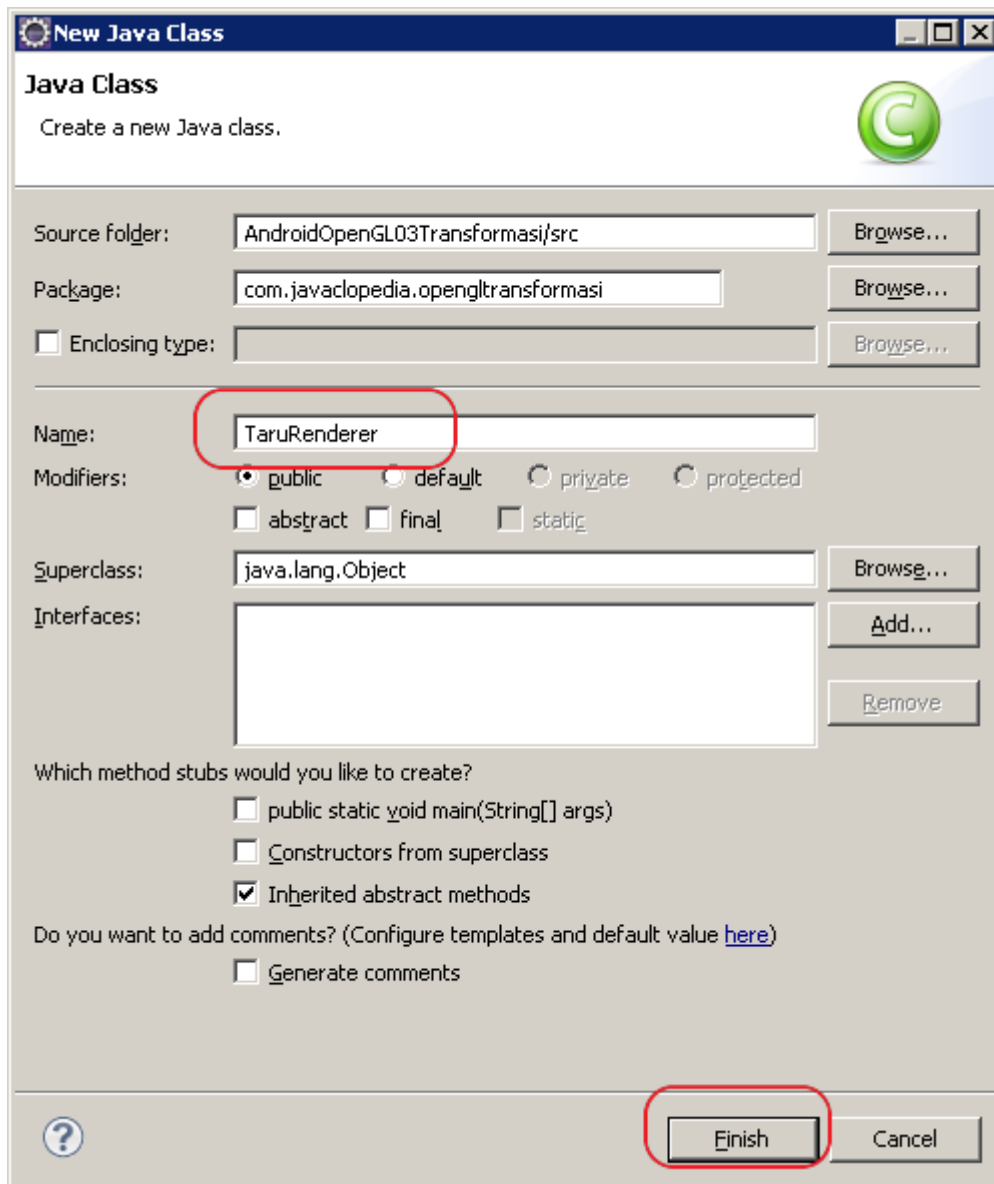 New Java Class
Java Class
Create a new Java class.
Source folder: AndroidOpenGL03Transformasi/src Browse...
Package: com.javaclopedia.opengltransformasi Browse...
Enclosing type: Browse...
Name: TaruRenderer
Modifiers: public default private protected
abstract final static
Superclass: java.lang.Object Browse...
Interfaces: Add...
Remove
Which method stubs would you like to create?
public static void main(String[] args)
Constructors from superclass
Inherited abstract methods
Do you want to add comments? (Configure templates and default value here)
Generate comments
? Finish Cancel